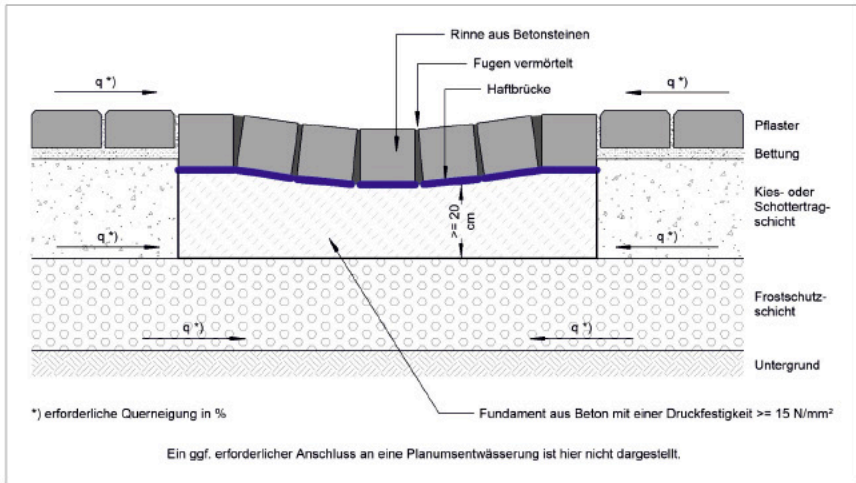 Rinne aus Betonsteinen
Fugen vermörtelt
Haftbrücke
q *)
q *)
Pflaster
Bettung
Kies- oder
Schottertrag-
schicht
>= 20
cm
q *)
q *)
Frostschutz-
schicht
q *)
q *)
Untergrund
*) erforderliche Querneigung in %
Fundament aus Beton mit einer Druckfestigkeit >= 15 N/mm²
Ein ggf. erforderlicher Anschluss an eine Planumsentwässerung ist hier nicht dargestellt.